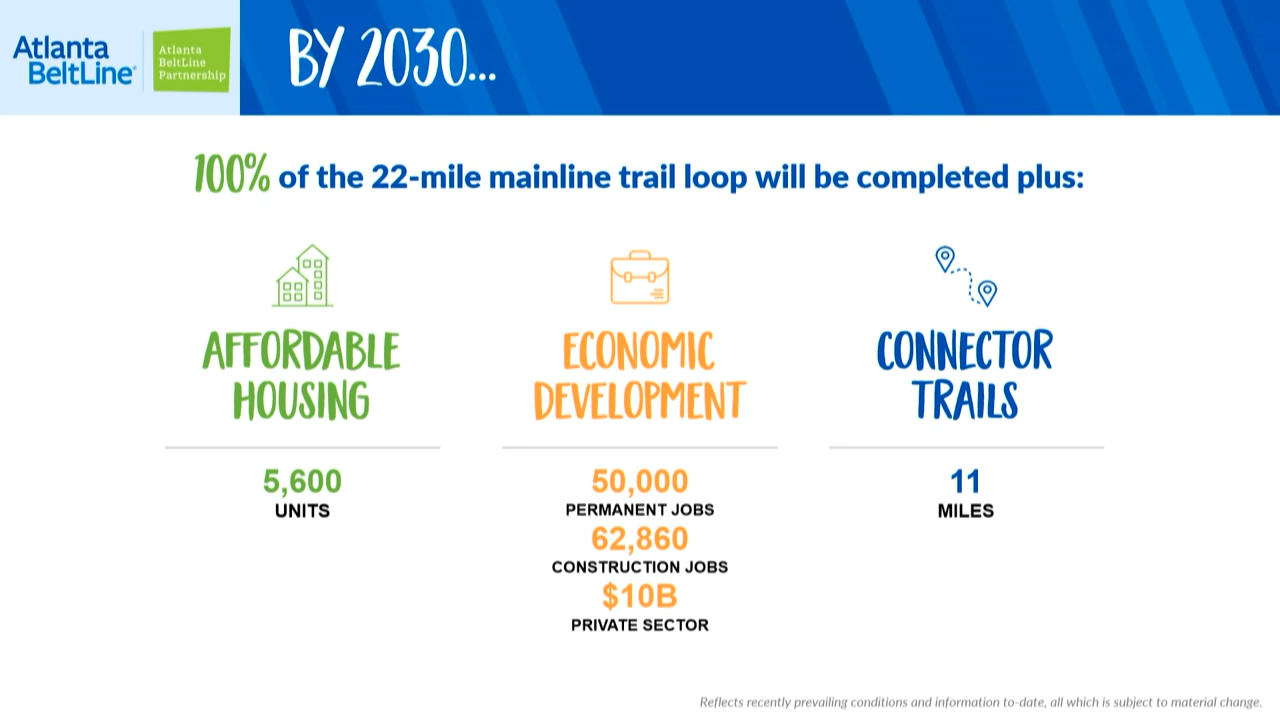 Atlanta
BeltLine®
Atlanta
BeltLine
Partnership
BY 2030...
100% of the 22-mile mainline trail loop will be completed plus:
AFFORDABLE
HOUSING
5,600
UNITS
ECONOMIC
DEVELOPMENT
50,000
PERMANENT JOBS
62,860
CONSTRUCTION JOBS
$10B
PRIVATE SECTOR
CONNECTOR
TRAILS
11
MILES
Reflects recently prevailing conditions and information to-date, all which is subject to material change.